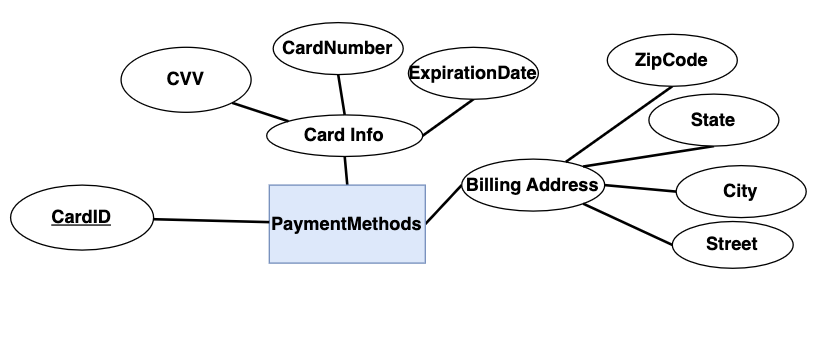 CardNumber
CVV
ExpirationDate
ZipCode
State
Card Info
Billing Address
City
CardID
PaymentMethods
Street